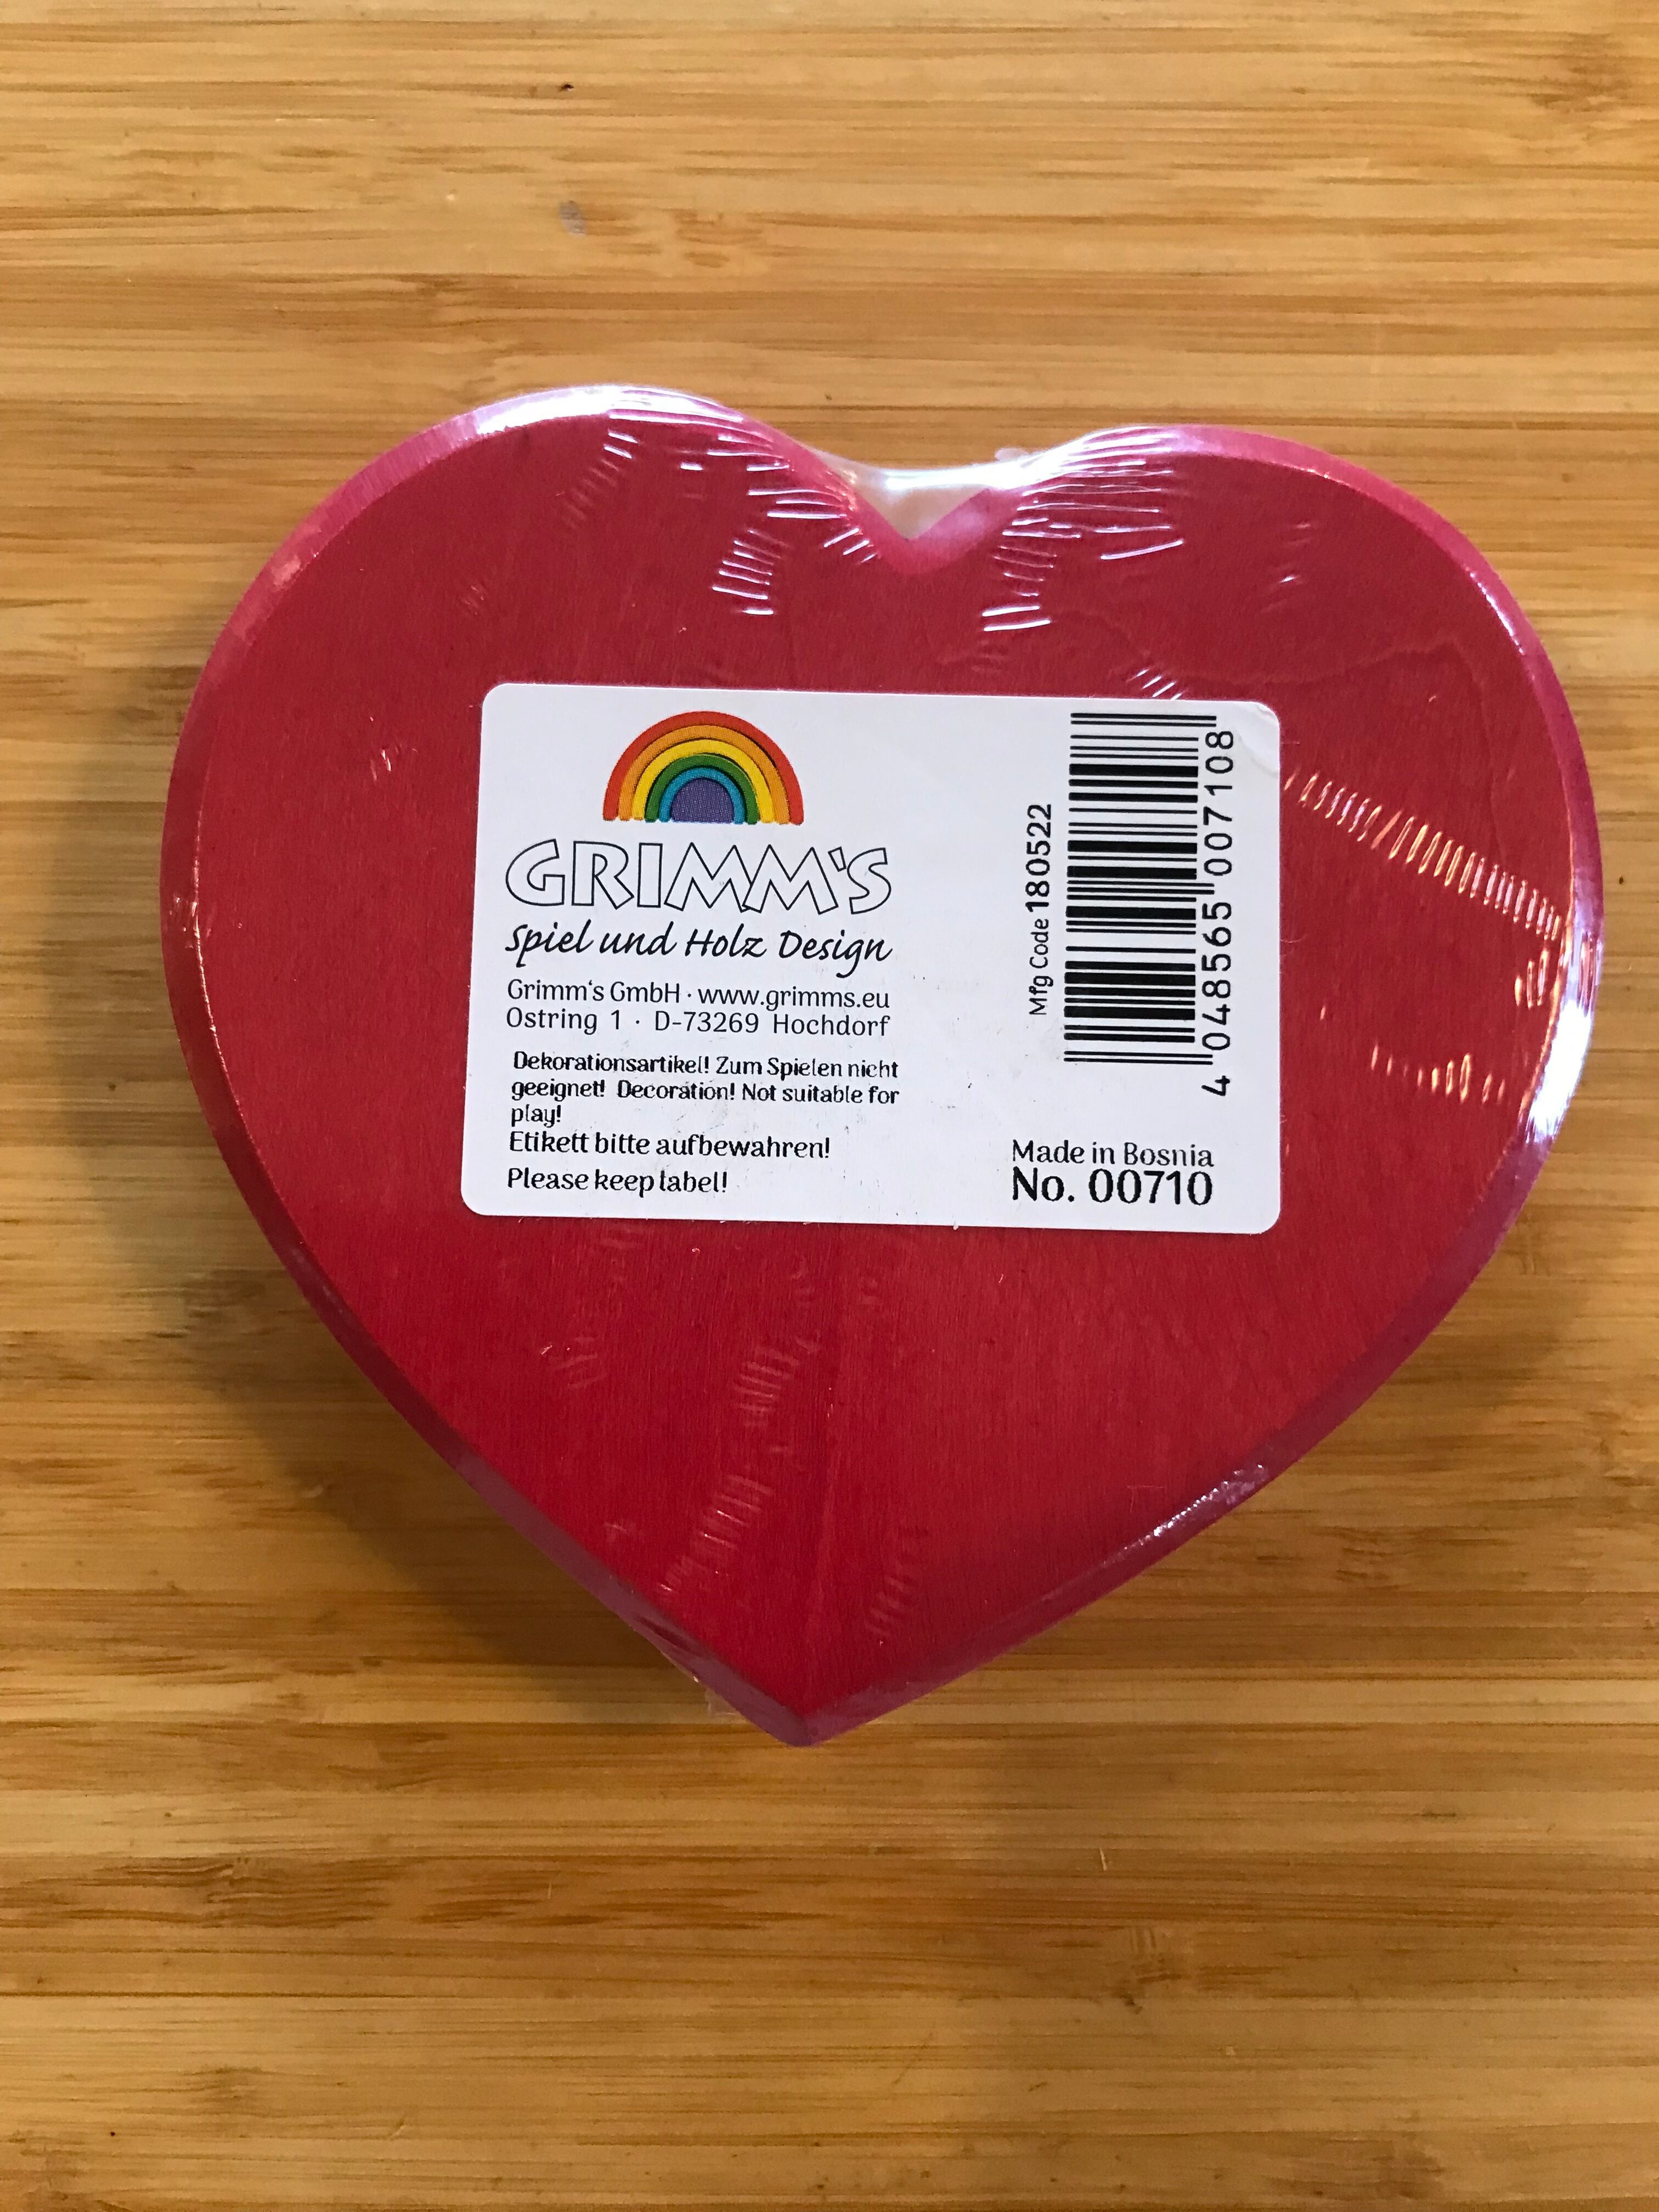 GRIMM'S
Spiel und Holz Design
Grimm's GmbH · www.grimms.eu
Ostring 1 · D-73269 Hochdorf
Dekorationsartikel! Zum Spielen nicht
geeignet! Decoration! Not suitable for
play!
Etikett bitte aufbewahren!
Please keep label!
Mfg Code 180522
4 048565 007108
Made in Bosnia
No. 00710